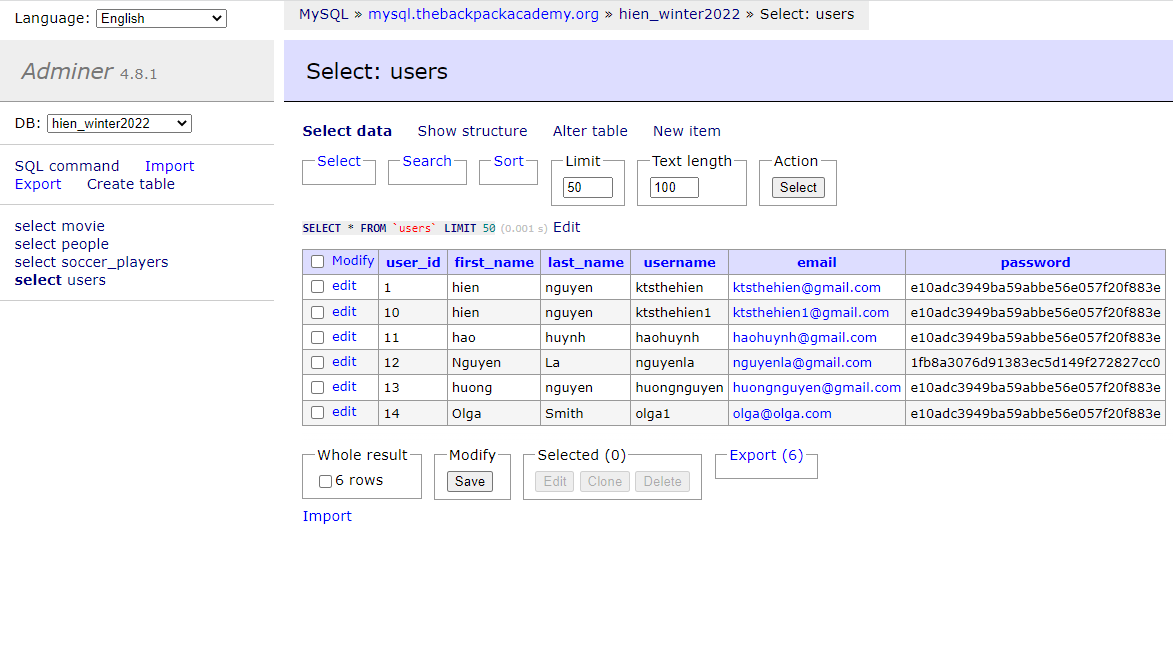 Language: English
MySQL » mysql.thebackpackacademy.org » hien_winter2022 » Select: users
Adminer 4.8.1
Select: users
DB: hien_winter2022
SQL command Import
Export Create table
select movie
select people
select soccer_players
select users
Select data Show structure Alter table New item
Select Search Sort Limit Text length Action
50 100 Select
SELECT * FROM `users` LIMIT 50 (0.001 s) Edit
Modify user_id first_name last_name username email password
edit 1 hien nguyen ktsthehien ktsthehien@gmail.com e10adc3949ba59abbe56e057f20f883e
edit 10 hien nguyen ktsthehien1 ktsthehien1@gmail.com e10adc3949ba59abbe56e057f20f883e
edit 11 hao huynh haohuynh haohuynh@gmail.com e10adc3949ba59abbe56e057f20f883e
edit 12 Nguyen La nguyenla nguyenla@gmail.com 1fb8a3076d91383ec5d149f272827cc0
edit 13 huong nguyen huongnguyen huongnguyen@gmail.com e10adc3949ba59abbe56e057f20f883e
edit 14 Olga Smith olga1 olga@olga.com e10adc3949ba59abbe56e057f20f883e
Whole result Modify Selected (0) Export (6)
6 rows Save Edit Clone Delete
Import